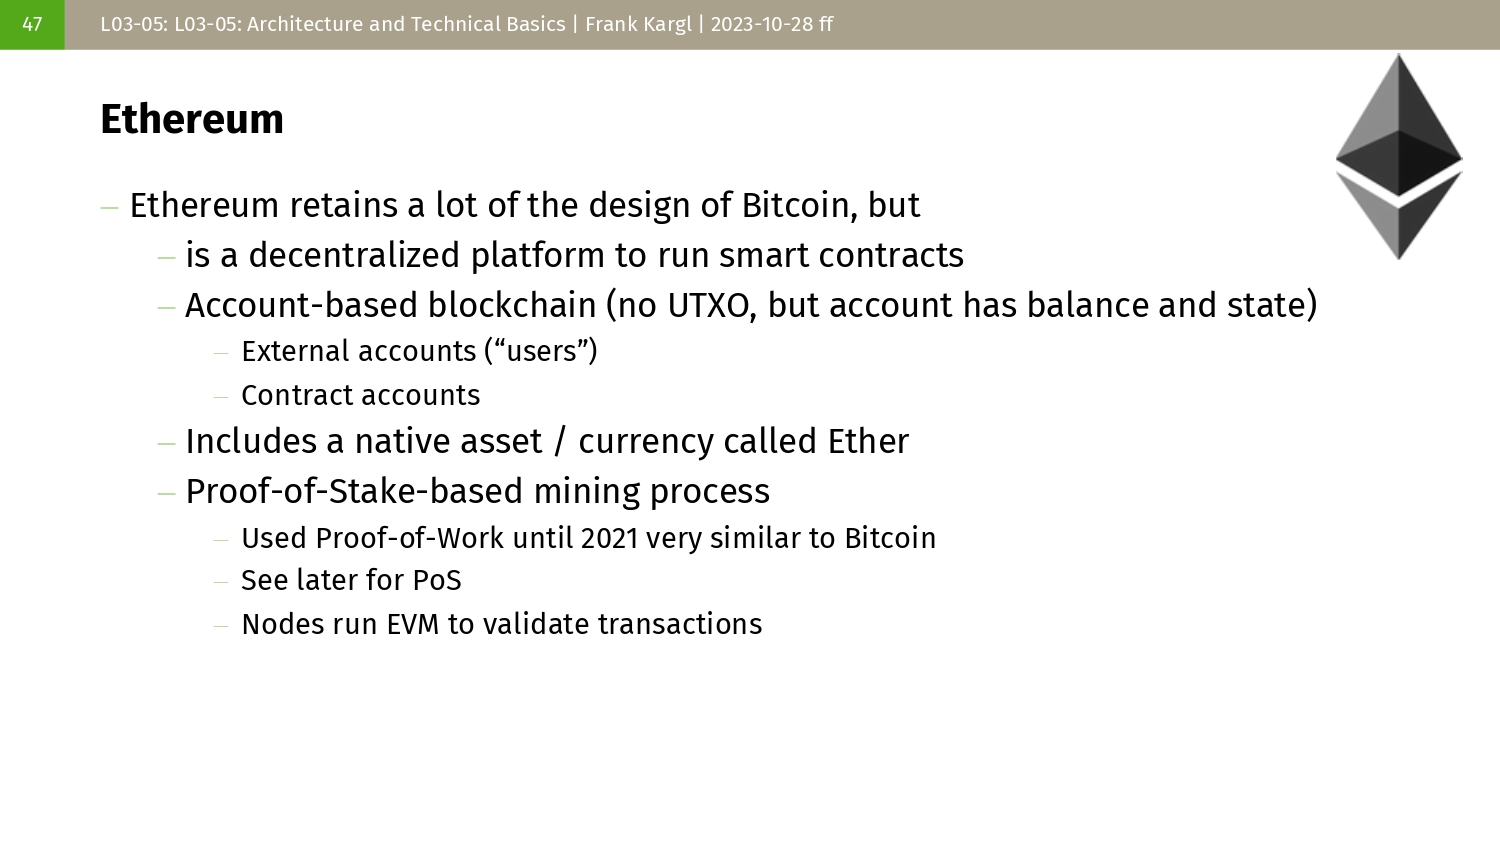 47
L03-05: L03-05: Architecture and Technical Basics | Frank Kargl | 2023-10-28 ff
Ethereum
– Ethereum retains a lot of the design of Bitcoin, but
– is a decentralized platform to run smart contracts
– Account-based blockchain (no UTXO, but account has balance and state)
– External accounts (“users”)
– Contract accounts
– Includes a native asset / currency called Ether
– Proof-of-Stake-based mining process
– Used Proof-of-Work until 2021 very similar to Bitcoin
– See later for PoS
– Nodes run EVM to validate transactions